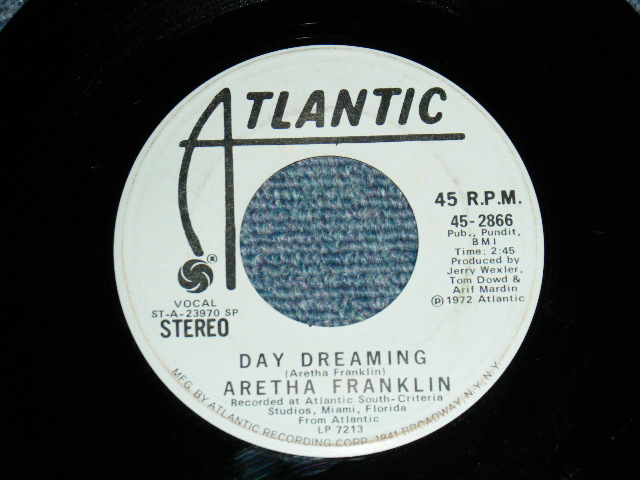 ATLANTIC
®
45 R.P.M.
45-2866
Pub., Pundit,
BMI
Time: 2:45
Produced by
Jerry Wexler,
Tom Dowd &
Arif Mardin
℗ 1972 Atlantic
VOCAL
ST-A-23970 SP
STEREO
DAY DREAMING
(Aretha Franklin)
ARETHA FRANKLIN
Recorded at Atlantic South-Criteria
Studios, Miami, Florida
From Atlantic
LP 7213
MFG. BY ATLANTIC RECORDING CORP. 1841 BROADWAY, N.Y. N.Y.